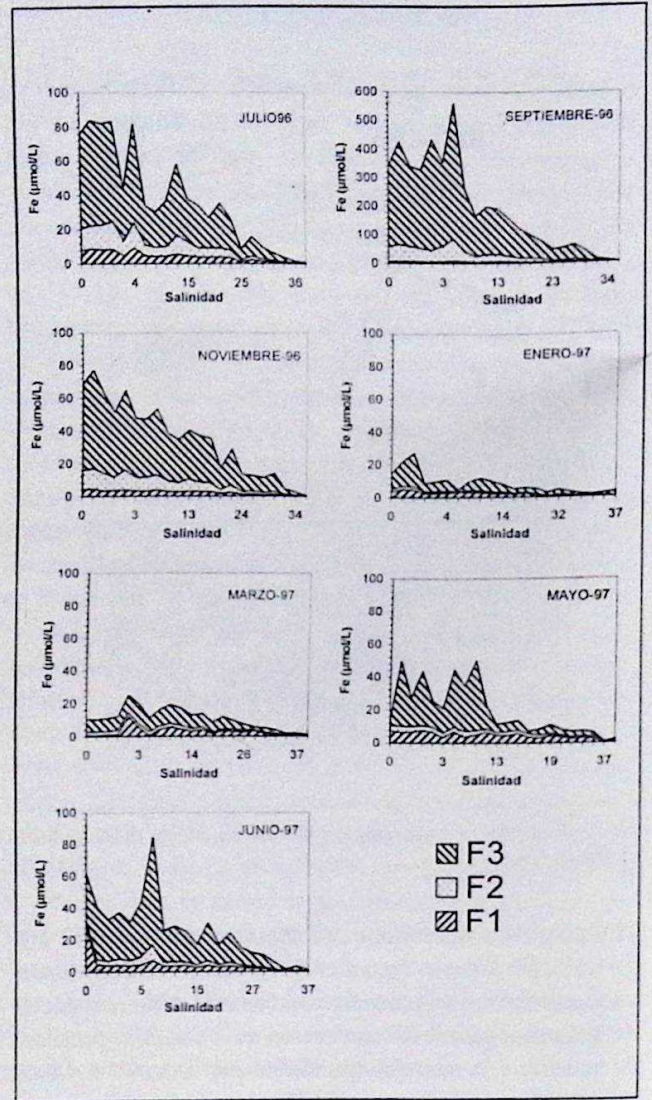 JULIO96
Fe (µmol/L)
100
80
60
40
20
0
0 4 15 25 36
Salinidad
SEPTIEMBRE-96
Fe (µmol/L)
600
500
400
300
200
100
0
0 3 13 23 34
Salinidad
NOVIEMBRE-96
Fe (µmol/L)
100
80
60
40
20
0
0 3 13 24 34
Salinidad
ENERO-97
Fe (µmol/L)
100
80
60
40
20
0
0 4 14 32 37
Salinidad
MARZO-97
Fe (µmol/L)
100
80
60
40
20
0
0 3 14 26 38
Salinidad
MAYO-97
Fe (µmol/L)
100
80
60
40
20
0
0 3 13 19 37
Salinidad
JUNIO-97
Fe (µmol/L)
100
80
60
40
20
0
0 5 15 27 37
Salinidad
F3
F2
F1